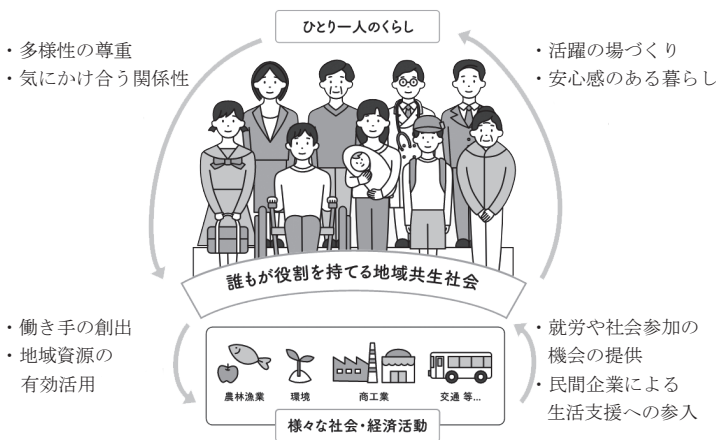 ひとり一人のくらし
・多様性の尊重
・気にかけ合う関係性
・活躍の場づくり
・安心感のある暮らし
誰もが役割を持てる地域共生社会
・働き手の創出
・地域資源の
有効活用
・就労や社会参加の
機会の提供
・民間企業による
生活支援への参入
農林漁業
環境
商工業
交通 等...
様々な社会・経済活動